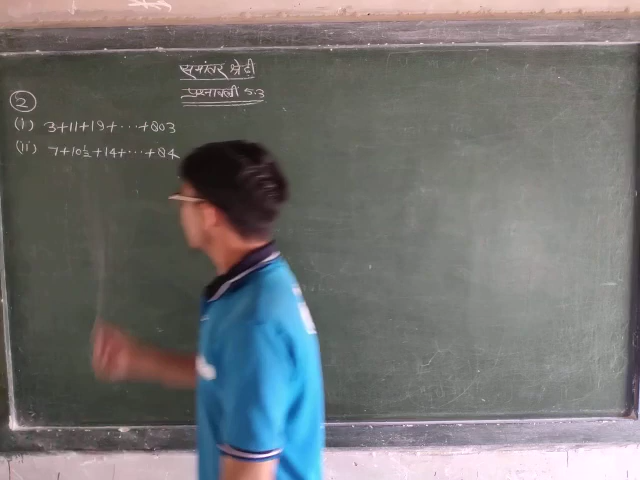 समांतर श्रेढ़ी
प्रश्नावली 5.3
2
(i) 3+11+19+...+803
(ii) 7+10½+14+...+84